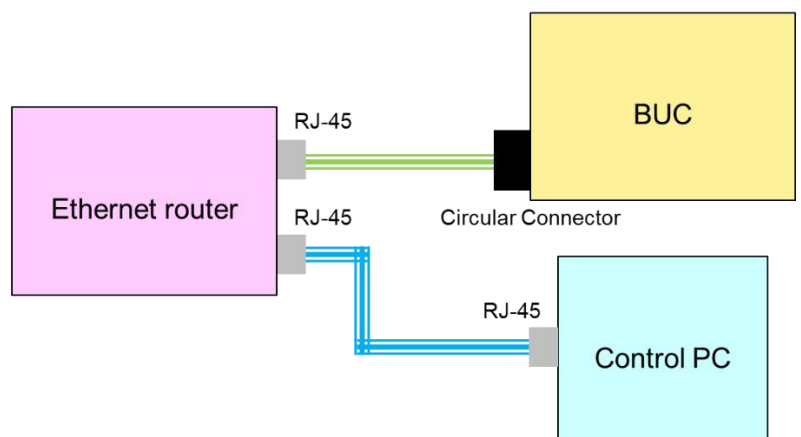 BUC
RJ-45
Ethernet router
RJ-45
Circular Connector
RJ-45
Control PC